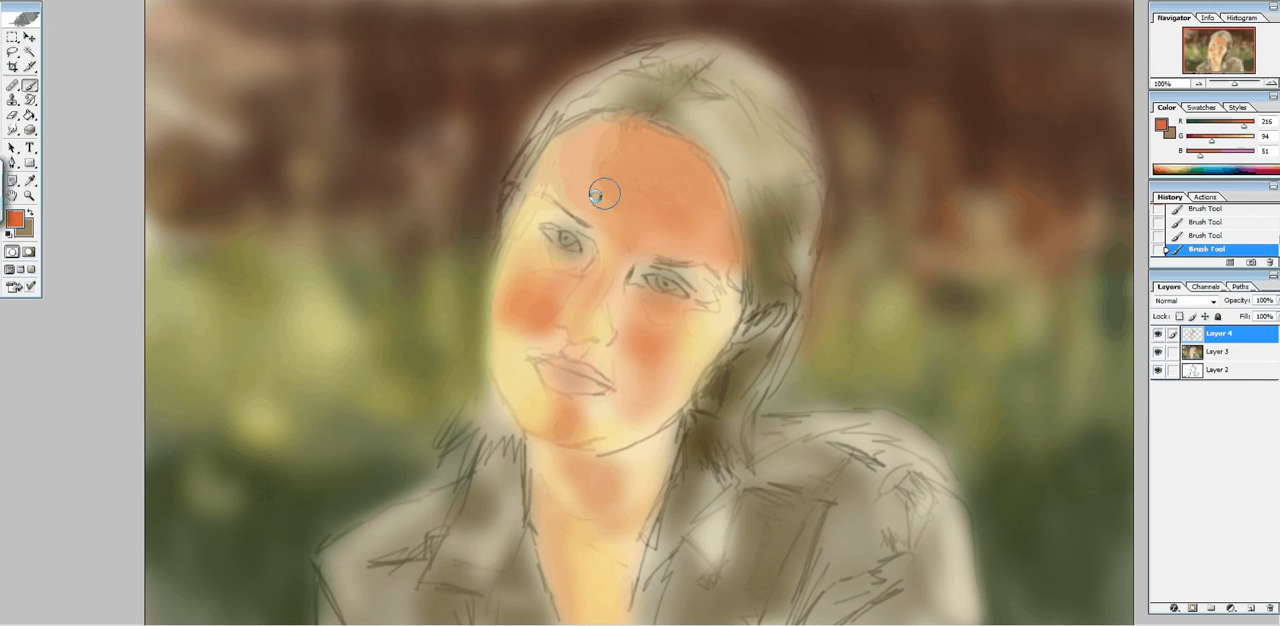 Navigator Info Histogram
100%
Color Swatches Styles
R 216
G 94
B 51
History Actions
Brush Tool
Brush Tool
Brush Tool
Brush Tool
Layers Channels Paths
Normal Opacity: 100%
Lock: Fill: 100%
Layer 4
Layer 3
Layer 2